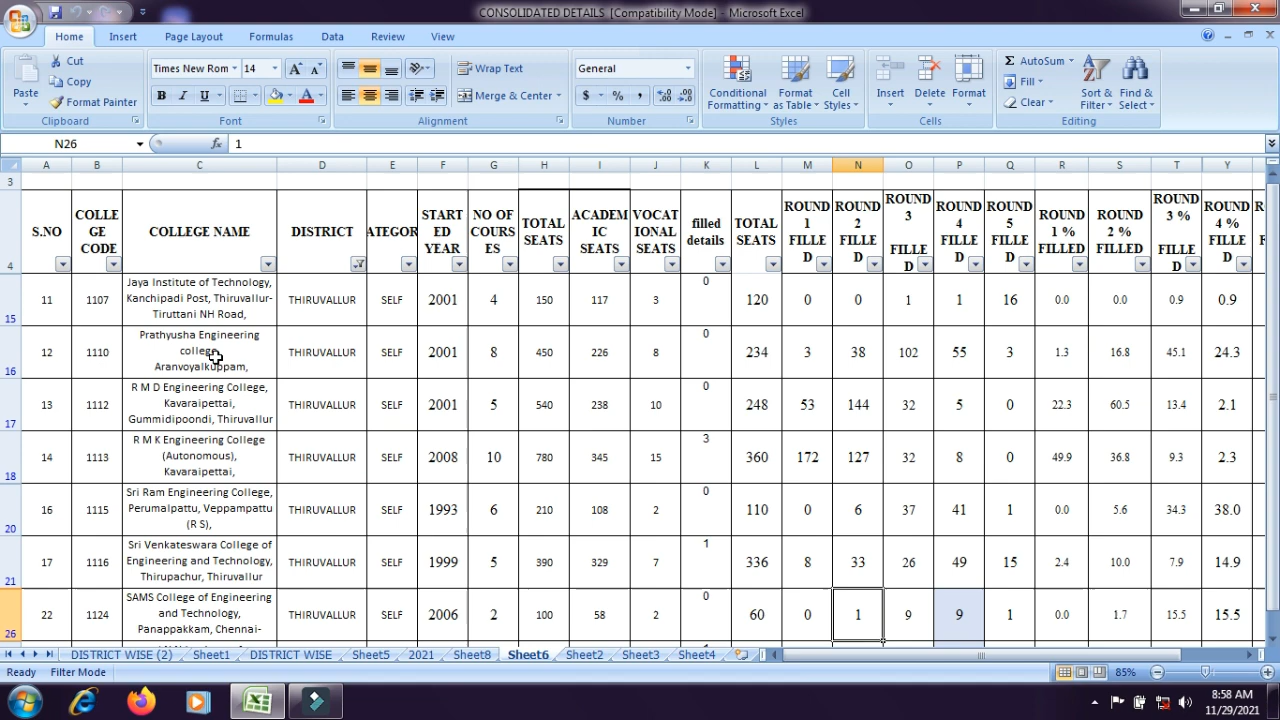 CONSOLIDATED DETAILS [Compatibility Mode] - Microsoft Excel
Home Insert Page Layout Formulas Data Review View
Paste Cut Copy Format Painter
Times New Rom 14 Wrap Text Merge & Center General
Conditional Formatting Format as Table Cell Styles
Insert Delete Format
AutoSum Fill Clear Sort & Filter Find & Select
Clipboard Font Alignment Number Styles Cells Editing
N26 fx 1
A B C D E F G H I J K L M N O P Q R S T Y
3
4 S.NO COLLEGE CODE COLLEGE NAME DISTRICT ATEGOR STARTED YEAR NO OF COURSES TOTAL SEATS ACADEMIC SEATS VOCATIONAL SEATS filled details TOTAL SEATS ROUND 1 FILLED ROUND 2 FILLED ROUND 3 FILLED ROUND 4 FILLED ROUND 5 FILLED ROUND 1 % FILLED ROUND 2 % FILLED ROUND 3 % FILLED ROUND 4 % FILLED R
15 11 1107 Jaya Institute of Technology, Kanchipadi Post, Thiruvallur-Tiruttani NH Road, THIRUVALLUR SELF 2001 4 150 117 3 0 120 0 0 1 1 16 0.0 0.0 0.9 0.9
16 12 1110 Prathyusha Engineering college, Aranvoyalkuppam, THIRUVALLUR SELF 2001 8 450 226 8 0 234 3 38 102 55 3 1.3 16.8 45.1 24.3
17 13 1112 R M D Engineering College, Kavaraipettai, Gummidipoondi, Thiruvallur THIRUVALLUR SELF 2001 5 540 238 10 0 248 53 144 32 5 0 22.3 60.5 13.4 2.1
18 14 1113 R M K Engineering College (Autonomous), Kavaraipettai, THIRUVALLUR SELF 2008 10 780 345 15 3 360 172 127 32 8 0 49.9 36.8 9.3 2.3
20 16 1115 Sri Ram Engineering College, Perumalpattu, Veppampattu (R S), THIRUVALLUR SELF 1993 6 210 108 2 0 110 0 6 37 41 1 0.0 5.6 34.3 38.0
21 17 1116 Sri Venkateswara College of Engineering and Technology, Thirupachur, Thiruvallur THIRUVALLUR SELF 1999 5 390 329 7 1 336 8 33 26 49 15 2.4 10.0 7.9 14.9
26 22 1124 SAMS College of Engineering and Technology, Panappakkam, Chennai- THIRUVALLUR SELF 2006 2 100 58 2 0 60 0 1 9 9 1 0.0 1.7 15.5 15.5
DISTRICT WISE (2) Sheet1 DISTRICT WISE Sheet5 2021 Sheet8 Sheet6 Sheet2 Sheet3 Sheet4
Ready Filter Mode 85%
8:58 AM
11/29/2021